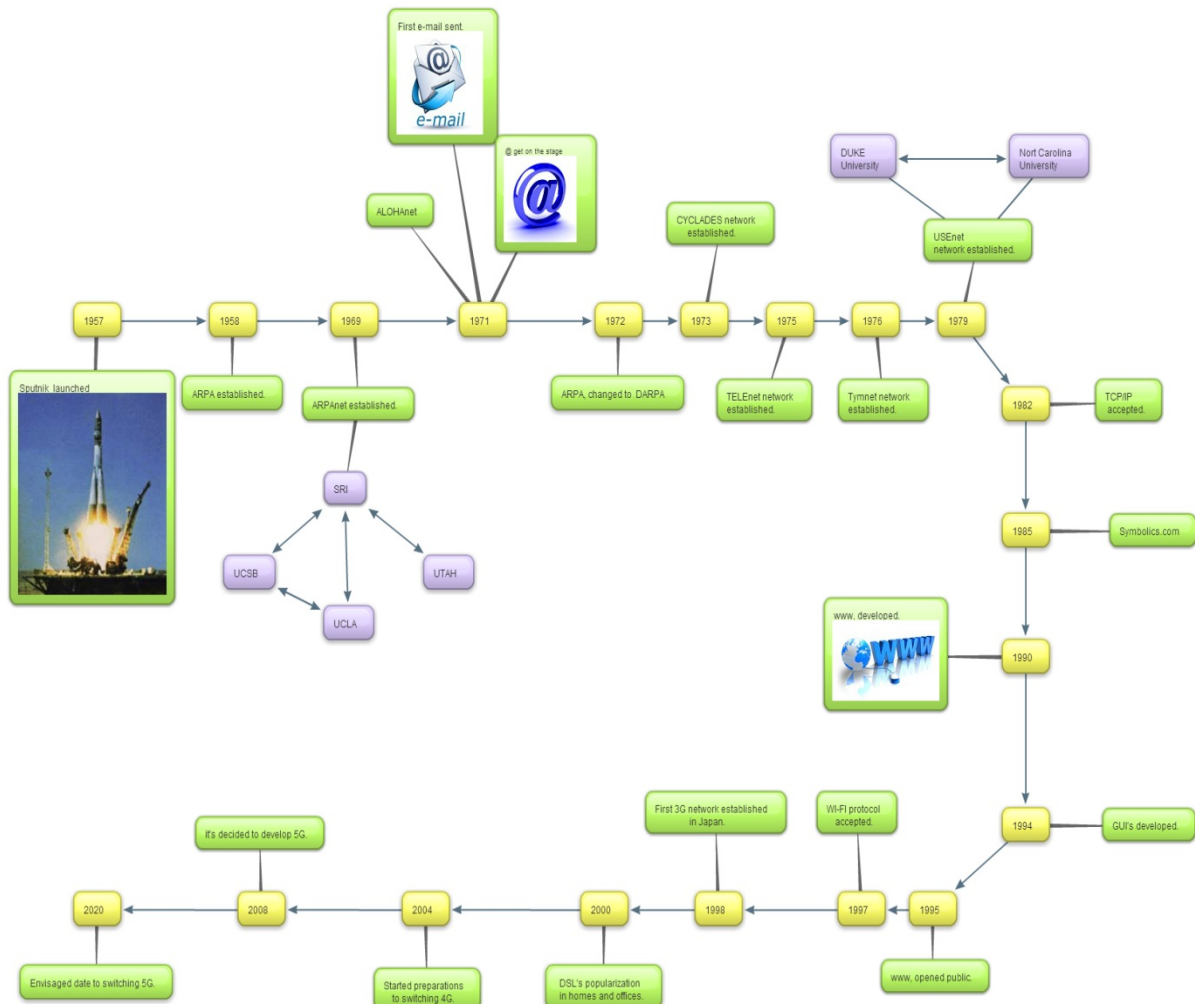 First e-mail sent.
@
e-mail
@ get on the stage
@
ALOHAnet
DUKE
University
Nort Carolina
University
CYCLADES network
established.
USEnet
network established.
1957
1958
1969
1971
1972
1973
1975
1976
1979
Sputnik launched
ARPA established.
ARPAnet established.
ARPA, changed to DARPA
TELEnet network
established.
Tymnet network
established.
1982
TCP/IP
accepted.
SRI
UCSB
UTAH
UCLA
1985
Symbolics.com
www, developed.
WWW
1990
1994
GUI's developed.
it's decided to develop 5G.
First 3G network established
in Japan.
WI-FI protocol
accepted.
2020
2008
2004
2000
1998
1997
1995
Envisaged date to switching 5G.
Started preparations
to switching 4G.
DSL's popularization
in homes and offices.
www, opened public.